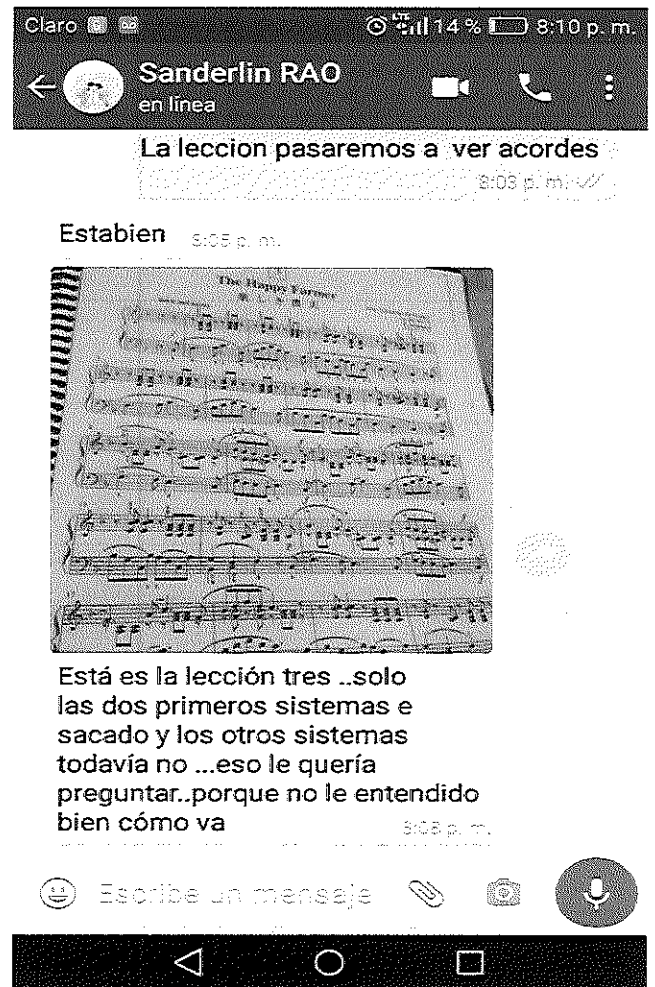 Claro
14 % 8:10 p. m.
Sanderlin RAO
en línea
La leccion pasaremos a ver acordes
8:03 p. m.
Estabien
8:05 p. m.
The Happy Farmer
Está es la lección tres ..solo
las dos primeros sistemas e
sacado y los otros sistemas
todavía no ...eso le quería
preguntar..porque no le entendido
bien cómo va
8:08 p. m.
Escribe un mensaje